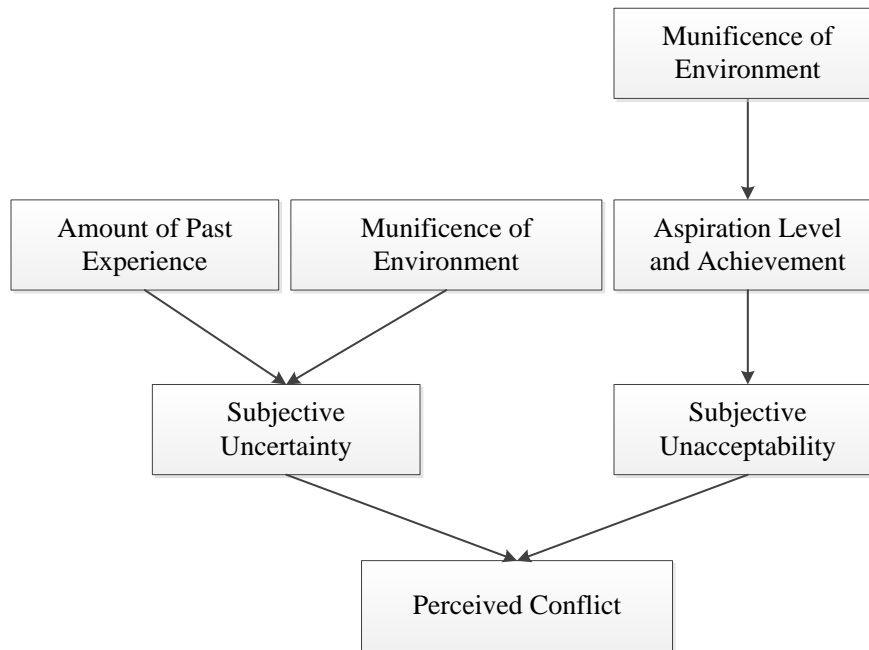 Munificence of
Environment
Amount of Past
Experience
Munificence of
Environment
Aspiration Level
and Achievement
Subjective
Uncertainty
Subjective
Unacceptability
Perceived Conflict